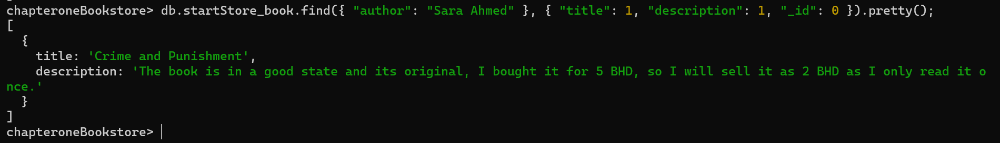 chapteroneBookstore> db.startStore_book.find({ "author": "Sara Ahmed" }, { "title": 1, "description": 1, "_id": 0 }).pretty();
[
  {
    title: 'Crime and Punishment',
    description: 'The book is in a good state and its original, I bought it for 5 BHD, so I will sell it as 2 BHD as I only read it o
nce.'
  }
]
chapteroneBookstore>